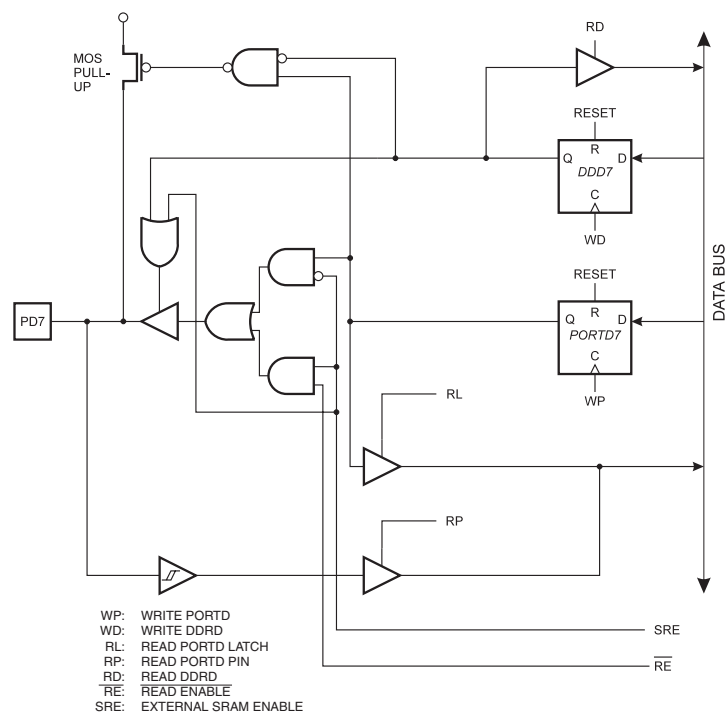 RD
MOS
PULL-
UP
RESET
R
Q
D
DDD7
C
WD
RESET
R
Q
D
PORTD7
C
WP
PD7
DATA BUS
RL
RP
WP: WRITE PORTD
WD: WRITE DDRD
RL: READ PORTD LATCH
RP: READ PORTD PIN
RD: READ DDRD
RE: READ ENABLE
SRE: EXTERNAL SRAM ENABLE
SRE
RE